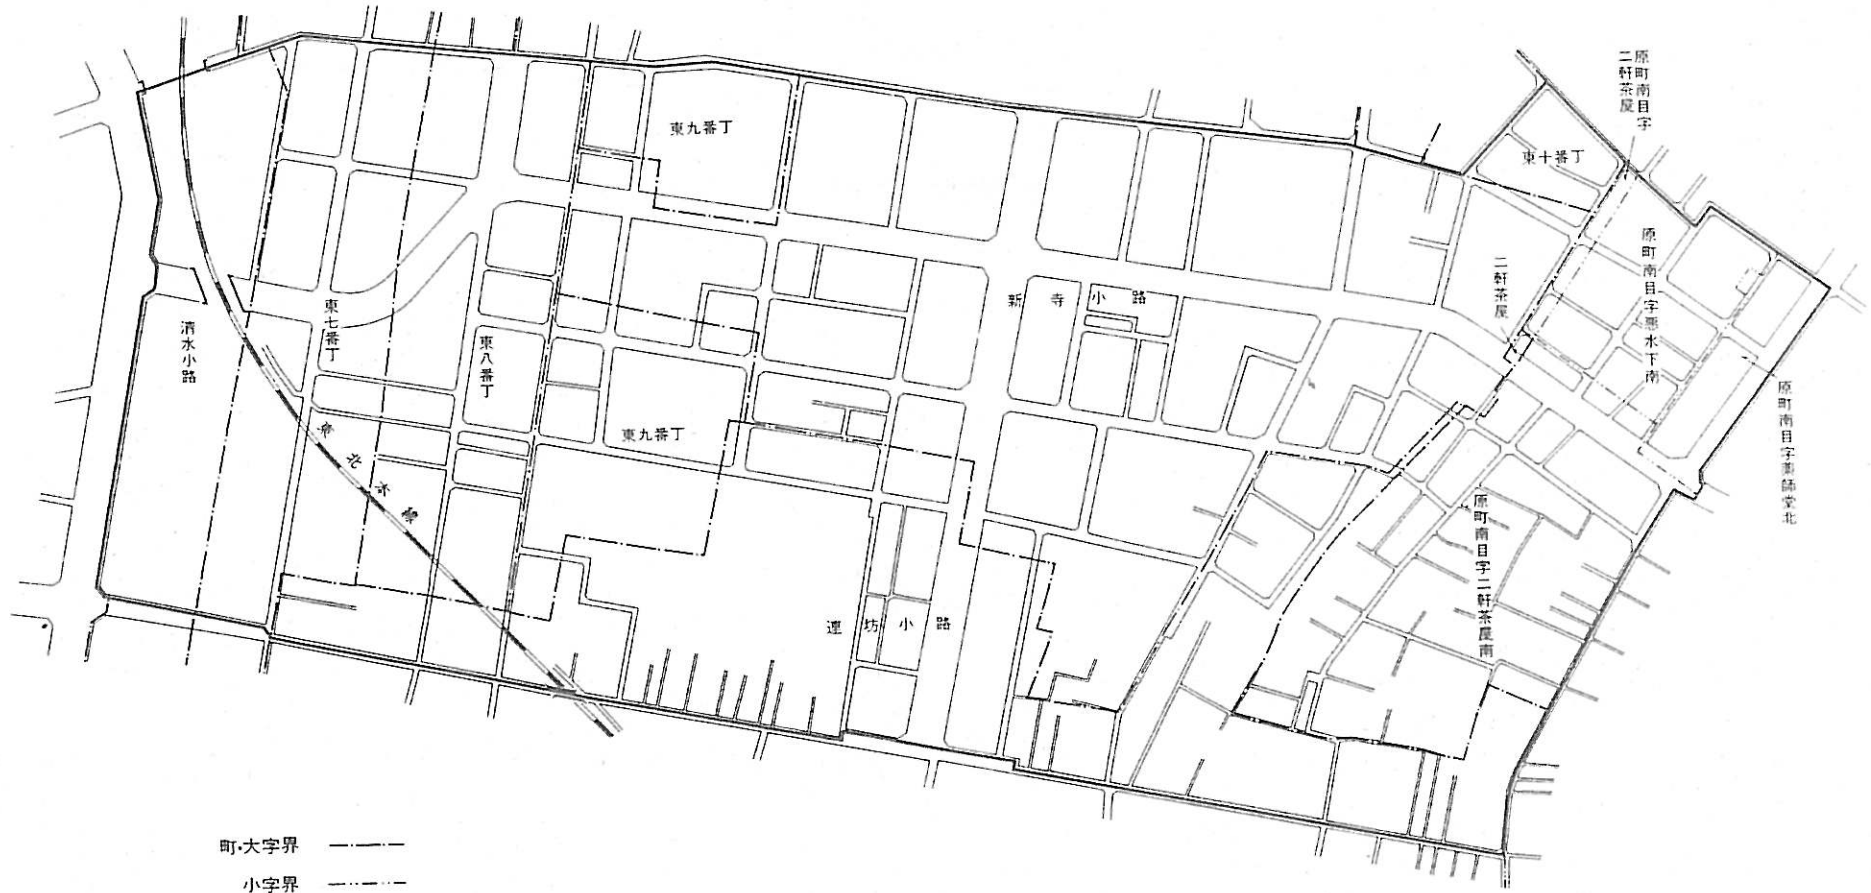 原町南目字
二軒茶屋
東九番丁
東十番丁
原町南目字悪水下南
二軒茶屋
新寺小路
清水小路
東七番丁
東八番丁
原町南目字薬師堂北
東九番丁
東北本線
原町南目字二軒茶屋南
連坊小路
町・大字界
小字界